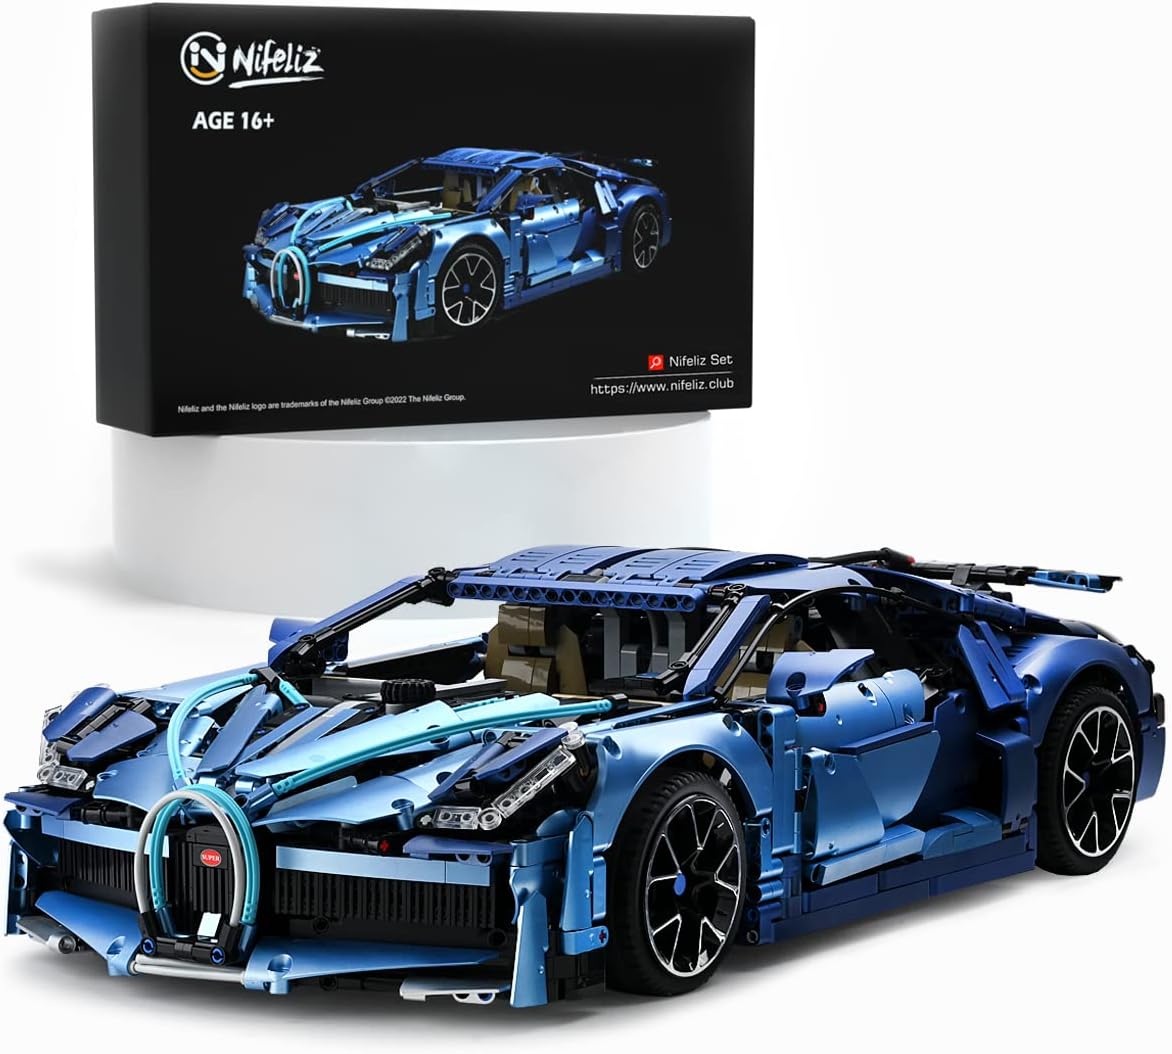 Nifeliz
AGE 16+
Nifeliz Set
https://www.nifeliz.club
Nifeliz and the Nifeliz logo are trademarks of the Nifeliz Group ©2022 The Nifeliz Group.
SUPER